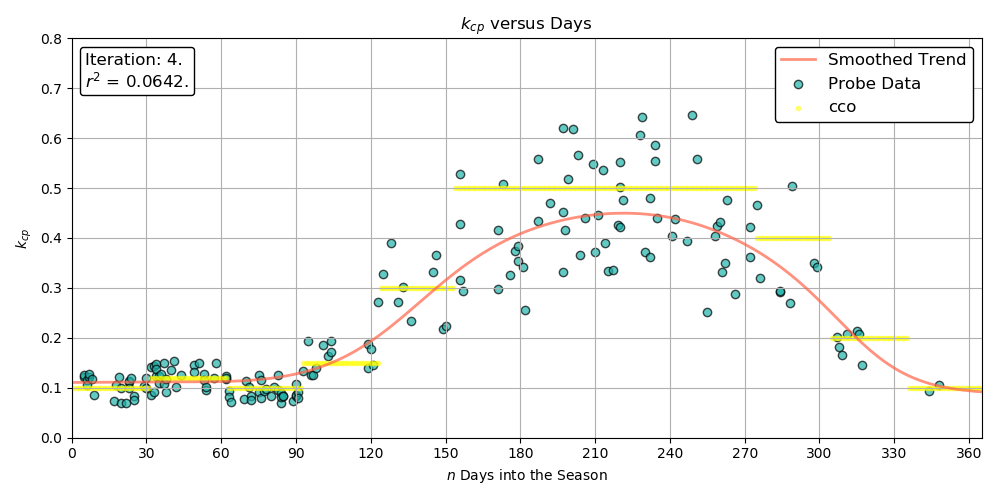 k_cp versus Days
Iteration: 4.
r² = 0.0642.
Smoothed Trend
Probe Data
cco
0.8
0.7
0.6
0.5
0.4
0.3
0.2
0.1
0.0
k_cp
0 30 60 90 120 150 180 210 240 270 300 330 360
n Days into the Season